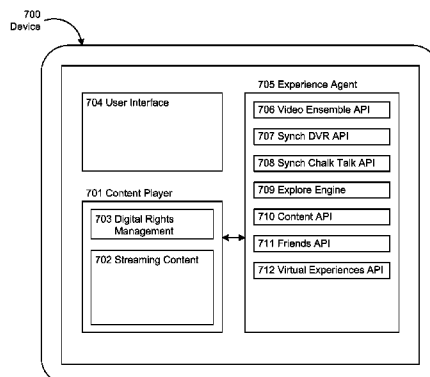 700
Device
704 User Interface
701 Content Player
703 Digital Rights
Management
702 Streaming Content
705 Experience Agent
706 Video Ensemble API
707 Synch DVR API
708 Synch Chalk Talk API
709 Explore Engine
710 Content API
711 Friends API
712 Virtual Experiences API